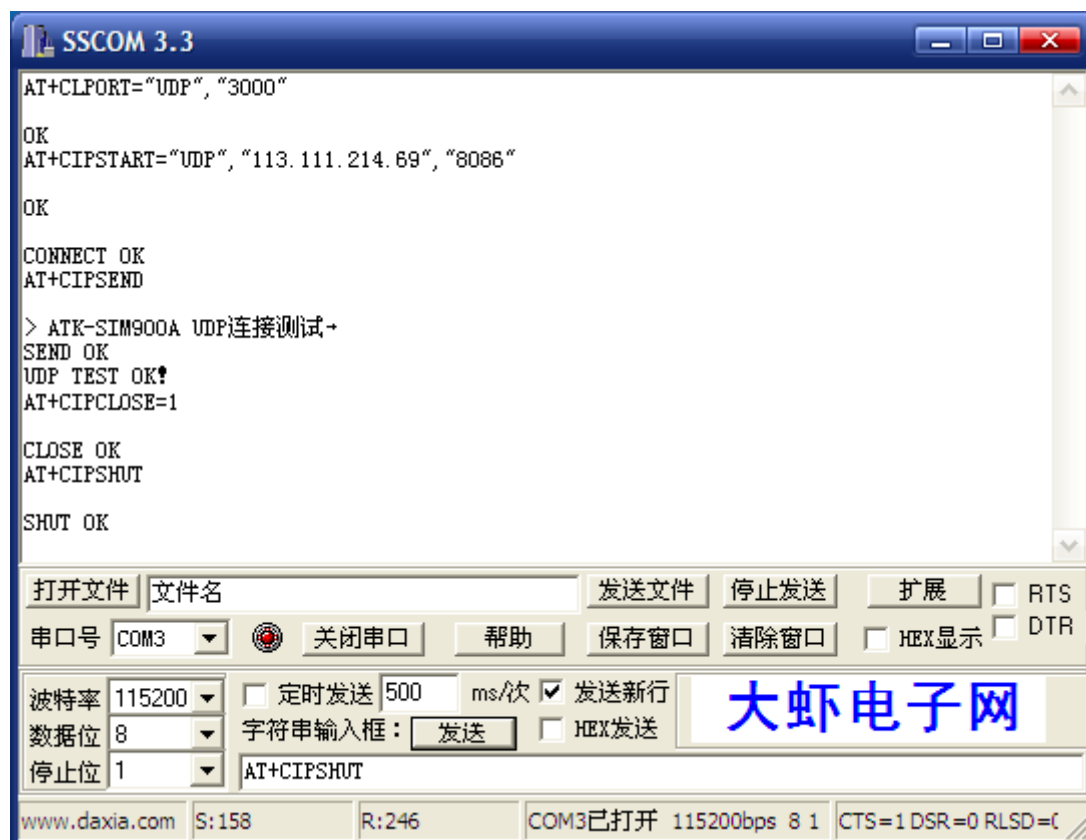 SSCOM 3.3
AT+CLPORT="UDP","3000"
OK
AT+CIPSTART="UDP","113.111.214.69","8086"
OK
CONNECT OK
AT+CIPSEND
> ATK-SIM900A UDP连接测试→
SEND OK
UDP TEST OK!
AT+CIPCLOSE=1
CLOSE OK
AT+CIPSHUT
SHUT OK
打开文件 文件名 发送文件 停止发送 扩展 RTS
串口号 COM3 关闭串口 帮助 保存窗口 清除窗口 HEX显示 DTR
波特率 115200 定时发送 500 ms/次 发送新行 大虾电子网
数据位 8 字符串输入框： 发送 HEX发送
停止位 1 AT+CIPSHUT
www.daxia.com S:158 R:246 COM3已打开 115200bps 8 1 CTS=1 DSR=0 RLSD=(